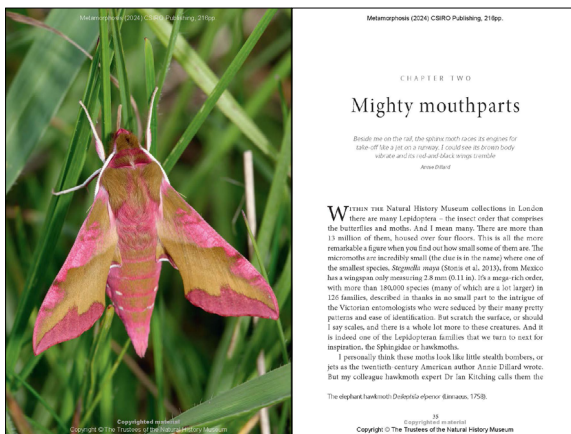 Metamorphosis (2024) CSIRO Publishing, 216pp.
Copyrighted material
Copyright © The Trustees of the Natural History Museum
Metamorphosis (2024) CSIRO Publishing, 216pp.
CHAPTER TWO
Mighty mouthparts
Beside me on the rail, the sphinx moth races its engines for
take-off like a jet on a runway. I could see its brown body
vibrate and its red and black wings tremble
Annie Dillard
WITHIN THE Natural History Museum collections in London
there are many Lepidoptera – the insect order that comprises
the butterflies and moths. And I mean many. There are more than
13 million of them, housed over four floors. This is all the more
remarkable a figure when you find out how small some of them are. The
micromoths are incredibly small (the clue is in the name) where one of
the smallest species, Stegmella maya (Stonis et al. 2013), from Mexico
has a wingspan only measuring 2.8 mm (0.11 in). It's a mega-rich order,
with more than 180,000 species (many of which are a lot larger) in
126 families, described in thanks in no small part to the intrigue of
the Victorian entomologists who were seduced by their many pretty
patterns and ease of identification. But scratch the surface, or should
I say scales, and there is a whole lot more to these creatures. And it
is indeed one of the Lepidopteran families that we turn to next for
inspiration, the Sphingidae or hawkmoths.
I personally think these moths look like little stealth bombers, or
jets as the twentieth-century American author Annie Dillard wrote.
But my colleague hawkmoth expert Dr Ian Kitching calls them the
The elephant hawkmoth Deilephila elpenor (Linnaeus, 1758).
35
Copyrighted material
Copyright © The Trustees of the Natural History Museum